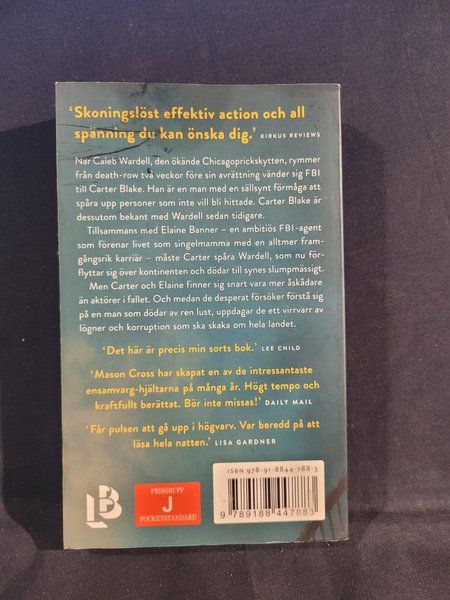 ‘Skoningslöst effektiv action och all
spänning du kan önska dig.’ KIRKUS REVIEWS
När Caleb Wardell, den ökände Chicagoprickskytten, rymmer
från death-row två veckor före sin avrättning vänder sig FBI
till Carter Blake. Han är en man med en sällsynt förmåga att
spåra upp personer som inte vill bli hittade. Carter Blake är
dessutom bekant med Wardell sedan tidigare.
Tillsammans med Elaine Banner – en ambitiös FBI-agent
som förenar livet som singelmamma med en alltmer fram-
gångsrik karriär – måste Carter spåra Wardell, som nu för-
flyttar sig över kontinenten och dödar till synes slumpmässigt.
Men Carter och Elaine finner sig snart vara mer åskådare
än aktörer i fallet. Och medan de desperat försöker förstå sig
på en man som dödar av ren lust, uppdagar de ett virrvarr av
lögner och korruption som ska skaka om hela landet.
‘Det här är precis min sorts bok.’ LEE CHILD
‘Mason Cross har skapat en av de intressantaste
ensamvarg-hjältarna på många år. Högt tempo och
kraftfullt berättat. Bör inte missas!’ DAILY MAIL
‘Får pulsen att gå upp i högvarv. Var beredd på att
läsa hela natten.’ LISA GARDNER
ISBN 978-91-8844-788-3
LB
PRISGRUPP
J
POCKETSTANDARD
9 789188 447883